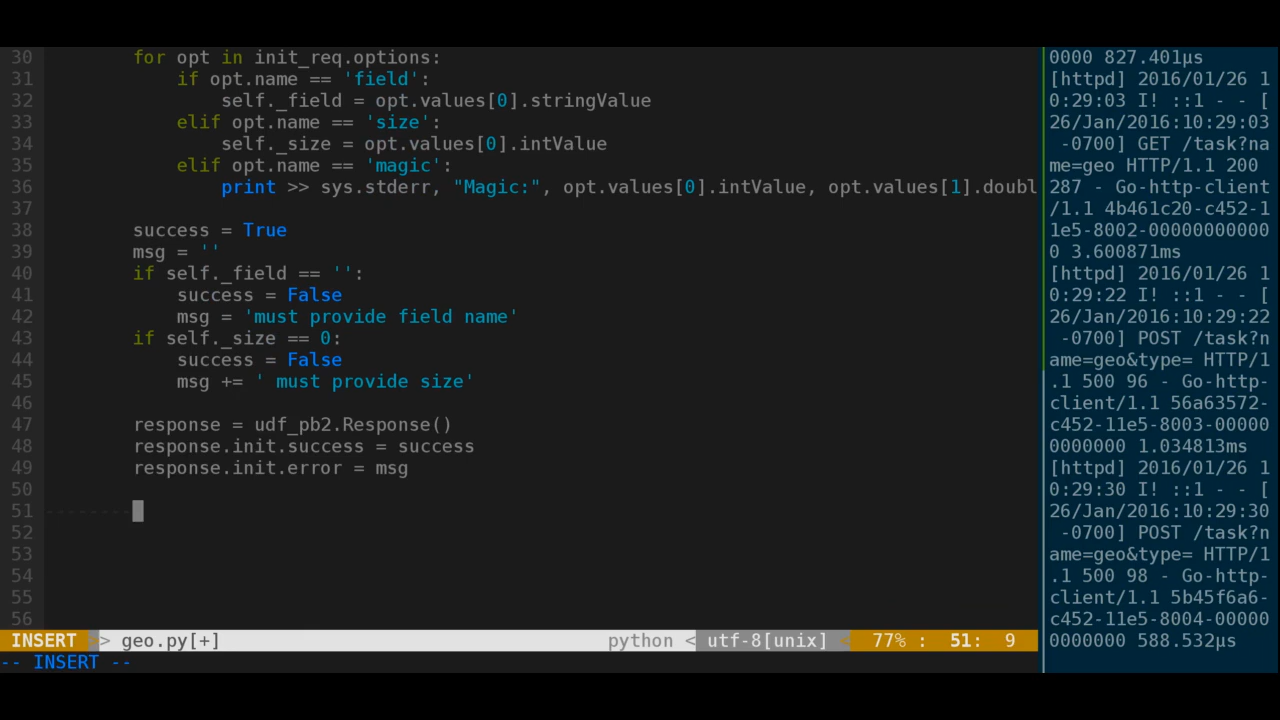 30 for opt in init_req.options:
31 if opt.name == 'field':
32 self._field = opt.values[0].stringValue
33 elif opt.name == 'size':
34 self._size = opt.values[0].intValue
35 elif opt.name == 'magic':
36 print >> sys.stderr, "Magic:", opt.values[0].intValue, opt.values[1].doubl
37
38 success = True
39 msg = ''
40 if self._field == '':
41 success = False
42 msg = 'must provide field name'
43 if self._size == 0:
44 success = False
45 msg += ' must provide size'
46
47 response = udf_pb2.Response()
48 response.init.success = success
49 response.init.error = msg
50
51 --------
52
53
54
55
56
INSERT > geo.py[+] python < utf-8[unix] 77% : 51: 9
-- INSERT --
0000 827.401µs
[httpd] 2016/01/26 1
0:29:03 I! ::1 - - [
26/Jan/2016:10:29:03
-0700] GET /task?na
me=geo HTTP/1.1 200
287 - Go-http-client
/1.1 4b461c20-c452-1
1e5-8002-00000000000
0 3.600871ms
[httpd] 2016/01/26 1
0:29:22 I! ::1 - - [
26/Jan/2016:10:29:22
-0700] POST /task?n
ame=geo&type= HTTP/1
.1 500 96 - Go-http-
client/1.1 56a63572-
c452-11e5-8003-00000
0000000 1.034813ms
[httpd] 2016/01/26 1
0:29:30 I! ::1 - - [
26/Jan/2016:10:29:30
-0700] POST /task?n
ame=geo&type= HTTP/1
.1 500 98 - Go-http-
client/1.1 5b45f6a6-
c452-11e5-8004-00000
0000000 588.532µs